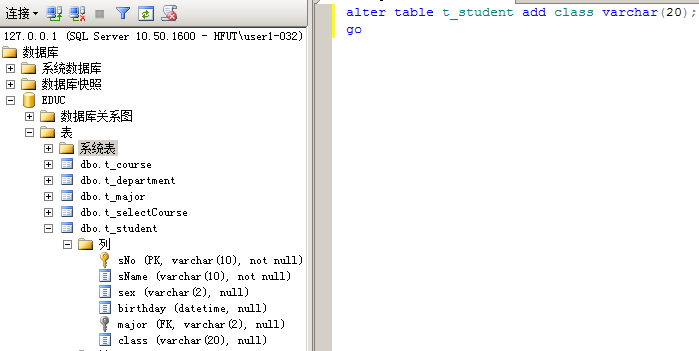 连接
127.0.0.1 (SQL Server 10.50.1600 - HFUT\user1-032)
数据库
系统数据库
数据库快照
EDUC
数据库关系图
表
系统表
dbo.t_course
dbo.t_department
dbo.t_major
dbo.t_selectCourse
dbo.t_student
列
sNo (PK, varchar(10), not null)
sName (varchar(10), not null)
sex (varchar(2), null)
birthday (datetime, null)
major (FK, varchar(2), null)
class (varchar(20), null)
alter table t_student add class varchar(20);
go